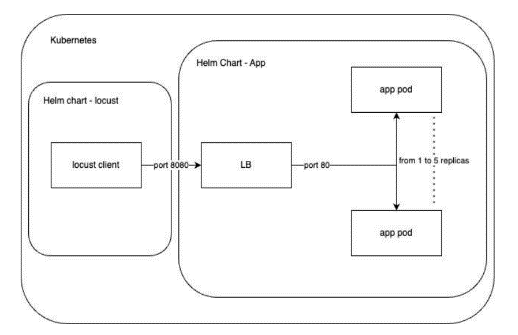 Kubernetes
Helm Chart - App
Helm chart - locust
app pod
locust client
port 8080
LB
port 80
from 1 to 5 replicas
app pod